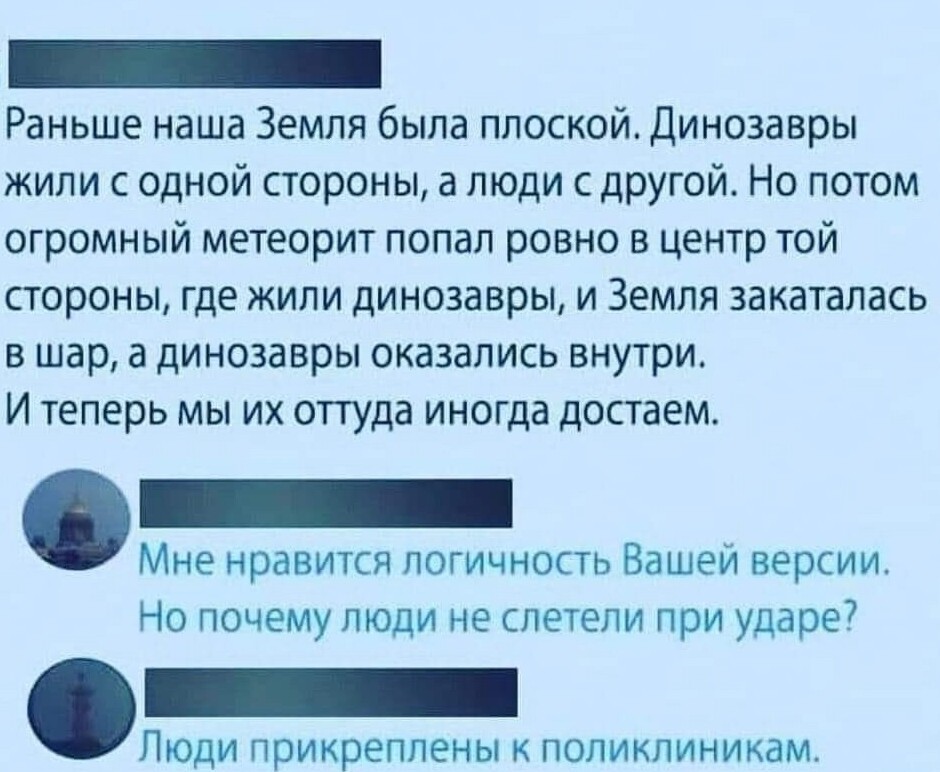 Раньше наша Земля была плоской. Динозавры
жили с одной стороны, а люди с другой. Но потом
огромный метеорит попал ровно в центр той
стороны, где жили динозавры, и Земля закаталась
в шар, а динозавры оказались внутри.
И теперь мы их оттуда иногда достаем.
Мне нравится логичность Вашей версии.
Но почему люди не слетели при ударе?
Люди прикреплены к поликлиникам.